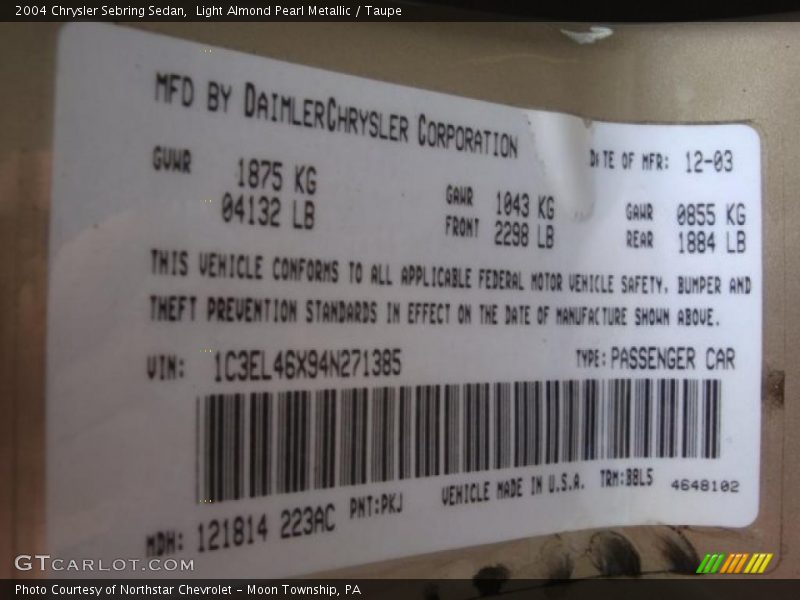 2004 Chrysler Sebring Sedan,  Light Almond Pearl Metallic / Taupe
MFD BY DAIMLERCHRYSLER CORPORATION
DATE OF MFR: 12-03
GVWR 1875 KG
04132 LB
GAWR 1043 KG
FRONT 2298 LB
GAWR 0855 KG
REAR 1884 LB
THIS VEHICLE CONFORMS TO ALL APPLICABLE FEDERAL MOTOR VEHICLE SAFETY, BUMPER AND
THEFT PREVENTION STANDARDS IN EFFECT ON THE DATE OF MANUFACTURE SHOWN ABOVE.
VIN: 1C3EL46X94N271385 TYPE: PASSENGER CAR
MDH: 121814 223AC PNT:PKJ VEHICLE MADE IN U.S.A. TRM:BBL5 4648102
GTCARLOT.COM
Photo Courtesy of Northstar Chevrolet - Moon Township, PA